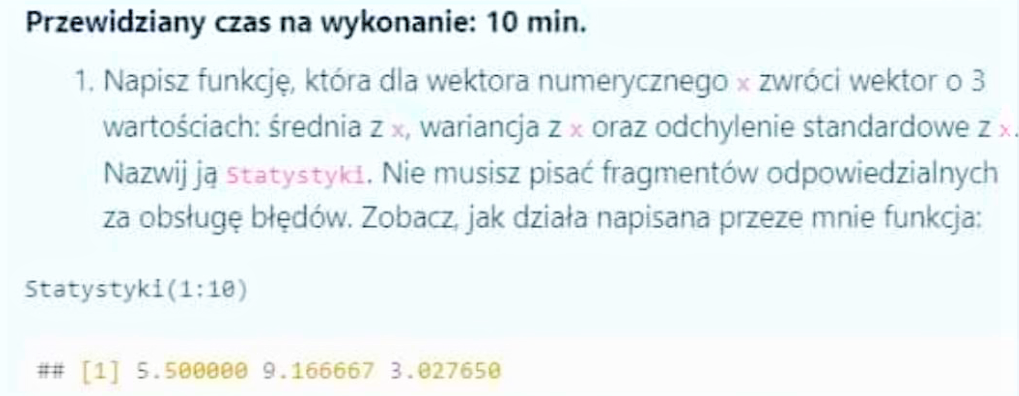 Przewidziany czas na wykonanie: 10 min.
1. Napisz funkcję, która dla wektora numerycznego x zwróci wektor o 3
wartościach: średnia z x, wariancja z x oraz odchylenie standardowe z x.
Nazwij ją Statystyki. Nie musisz pisać fragmentów odpowiedzialnych
za obsługę błędów. Zobacz, jak działa napisana przeze mnie funkcja:
Statystyki(1:10)
## [1] 5.500000 9.166667 3.027650